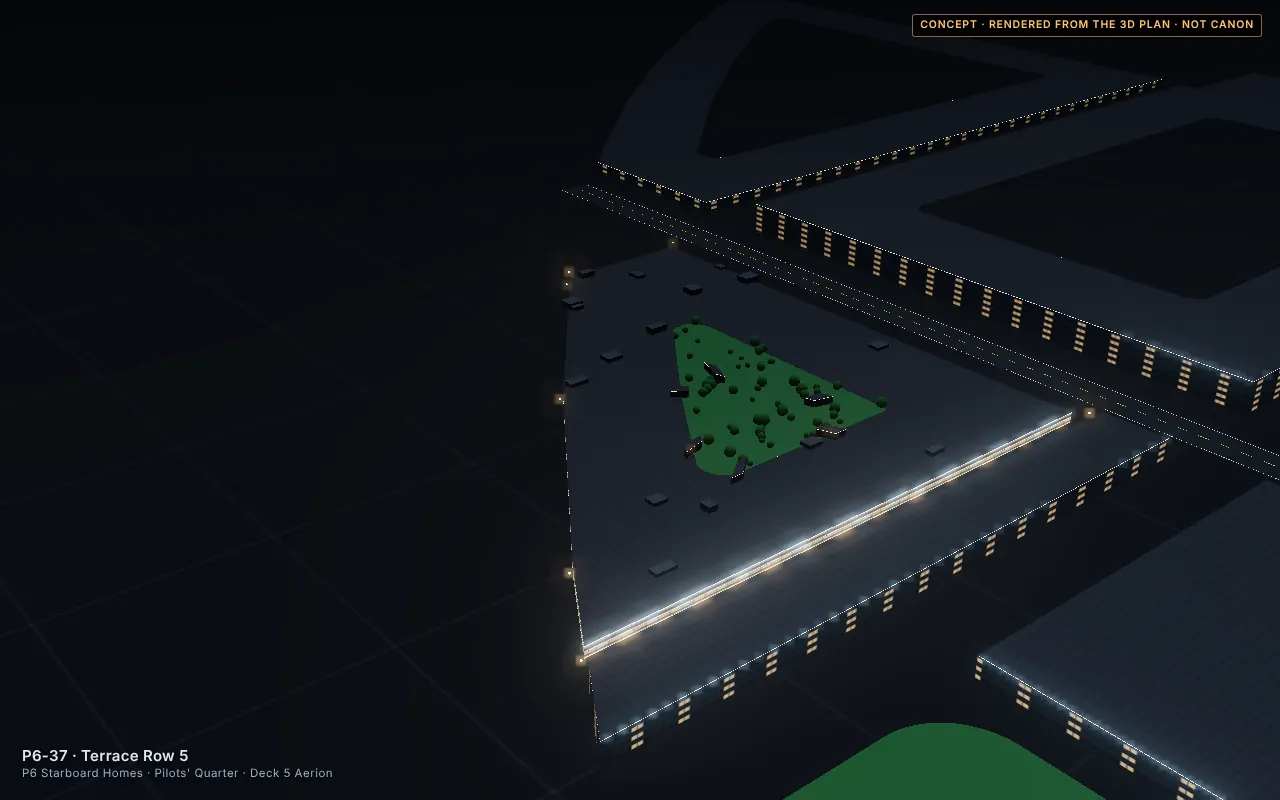 CONCEPT · RENDERED FROM THE 3D PLAN · NOT CANON
P6-37 · Terrace Row 5
P6 Starboard Homes · Pilots' Quarter · Deck 5 Aerion